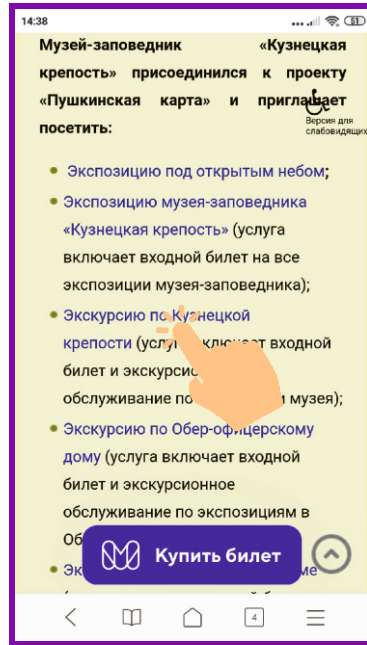 14:38
51
Музей-заповедник «Кузнецкая
крепость» присоединился к проекту
«Пушкинская карта» и приглашает
посетить:
Версия для
слабовидящих
Экспозицию под открытым небом;
Экспозицию музея-заповедника
«Кузнецкая крепость» (услуга
включает входной билет на все
экспозиции музея-заповедника);
Экскурсию по Кузнецкой
крепости (услуга включает входной
билет и
обслуживание по музея);
Экскурсию по Обер-офицерскому
дому (услуга включает входной
билет и экскурсионное
обслуживание по экспозициям в
Купить билет
4